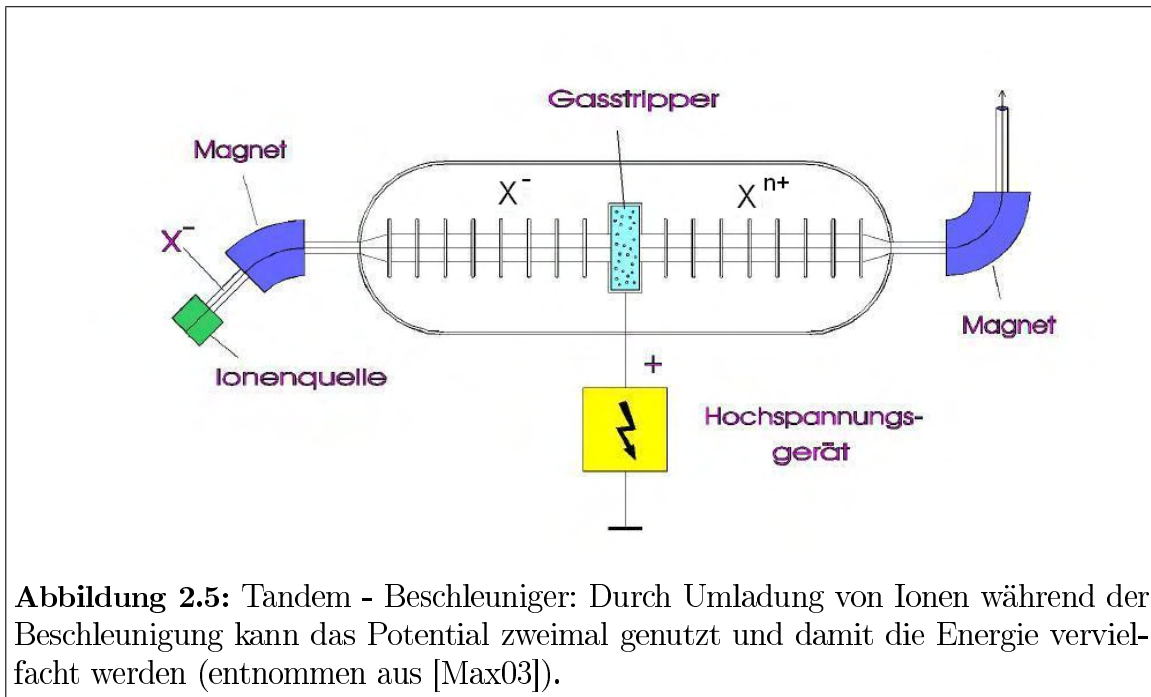 Gasstripper
Magnet
X⁻
Xⁿ⁺
X⁻
Ionenquelle
Magnet
+
Hochspannungs-
gerät
Abbildung 2.5: Tandem - Beschleuniger: Durch Umladung von Ionen während der
Beschleunigung kann das Potential zweimal genutzt und damit die Energie verviel-
facht werden (entnommen aus [Max03]).